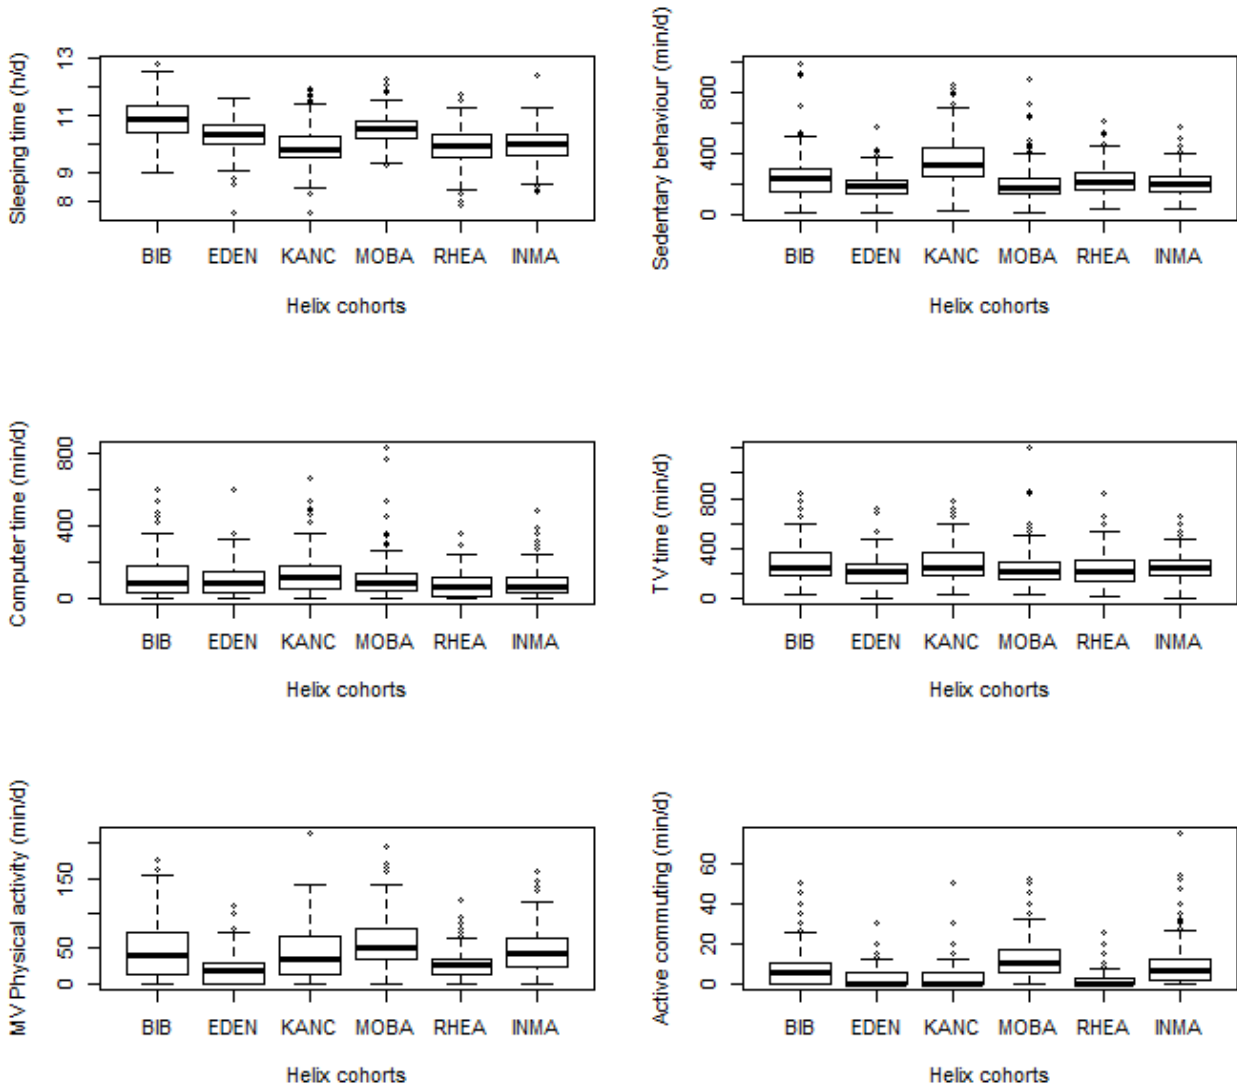 Sleeping time (h/d)
13
11
9
8
BIB EDEN KANC MOBA RHEA INMA
Helix cohorts
Sedentary behaviour (min/d)
800
400
0
BIB EDEN KANC MOBA RHEA INMA
Helix cohorts
Computer time (min/d)
800
400
0
BIB EDEN KANC MOBA RHEA INMA
Helix cohorts
TV time (min/d)
800
400
0
BIB EDEN KANC MOBA RHEA INMA
Helix cohorts
MV Physical activity (min/d)
150
50
0
BIB EDEN KANC MOBA RHEA INMA
Helix cohorts
Active commuting (min/d)
60
40
20
0
BIB EDEN KANC MOBA RHEA INMA
Helix cohorts